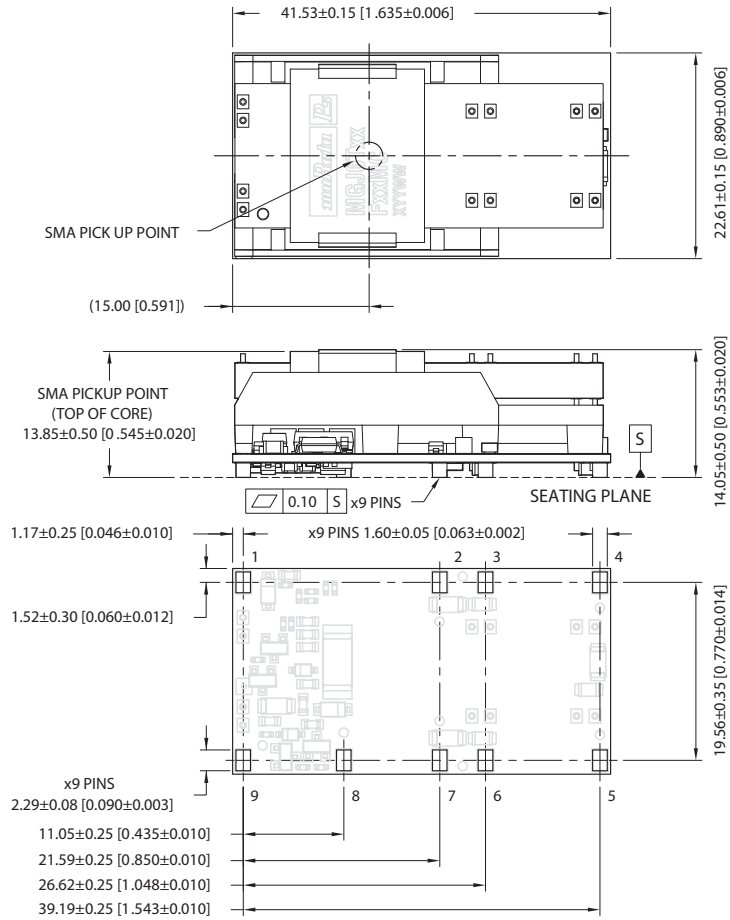 41.53±0.15 [1.635±0.006]
22.61±0.15 [0.890±0.006]
muRata Ps
XYYWW
SMA PICK UP POINT
(15.00 [0.591])
SMA PICKUP POINT
(TOP OF CORE)
13.85±0.50 [0.545±0.020]
14.05±0.50 [0.553±0.020]
S
0.10 S x9 PINS
SEATING PLANE
1.17±0.25 [0.046±0.010]
x9 PINS 1.60±0.05 [0.063±0.002]
1 2 3 4
1.52±0.30 [0.060±0.012]
19.56±0.35 [0.770±0.014]
x9 PINS
2.29±0.08 [0.090±0.003]
9 8 7 6 5
11.05±0.25 [0.435±0.010]
21.59±0.25 [0.850±0.010]
26.62±0.25 [1.048±0.010]
39.19±0.25 [1.543±0.010]